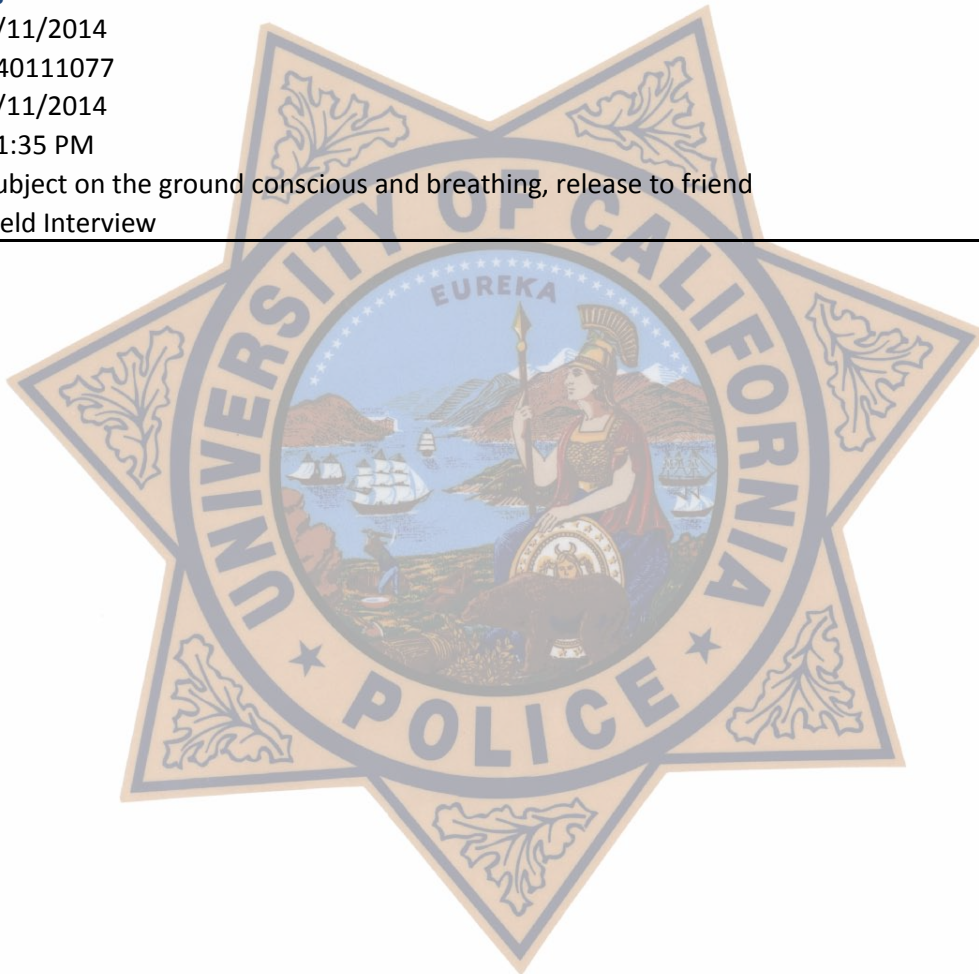 /11/2014
40111077
/11/2014
1:35 PM
ubject on the ground conscious and breathing, release to friend
eld Interview
UNIVERSITY OF CALIFORNIA
EUREKA
POLICE